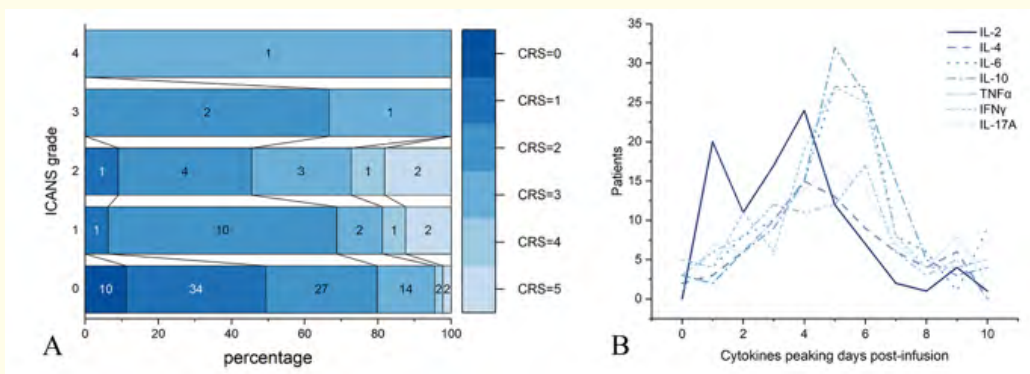 4
3
2
1
0
ICANS grade
1
2 1
1 4 3 1 2
1 10 2 1 2
10 34 27 14 2 2
0 20 40 60 80 100
percentage
A
CRS=0
CRS=1
CRS=2
CRS=3
CRS=4
CRS=5
35
30
25
20
15
10
5
0
Patients
IL-2
IL-4
IL-6
IL-10
TNFα
IFNγ
IL-17A
0 2 4 6 8 10
Cytokines peaking days post-infusion
B